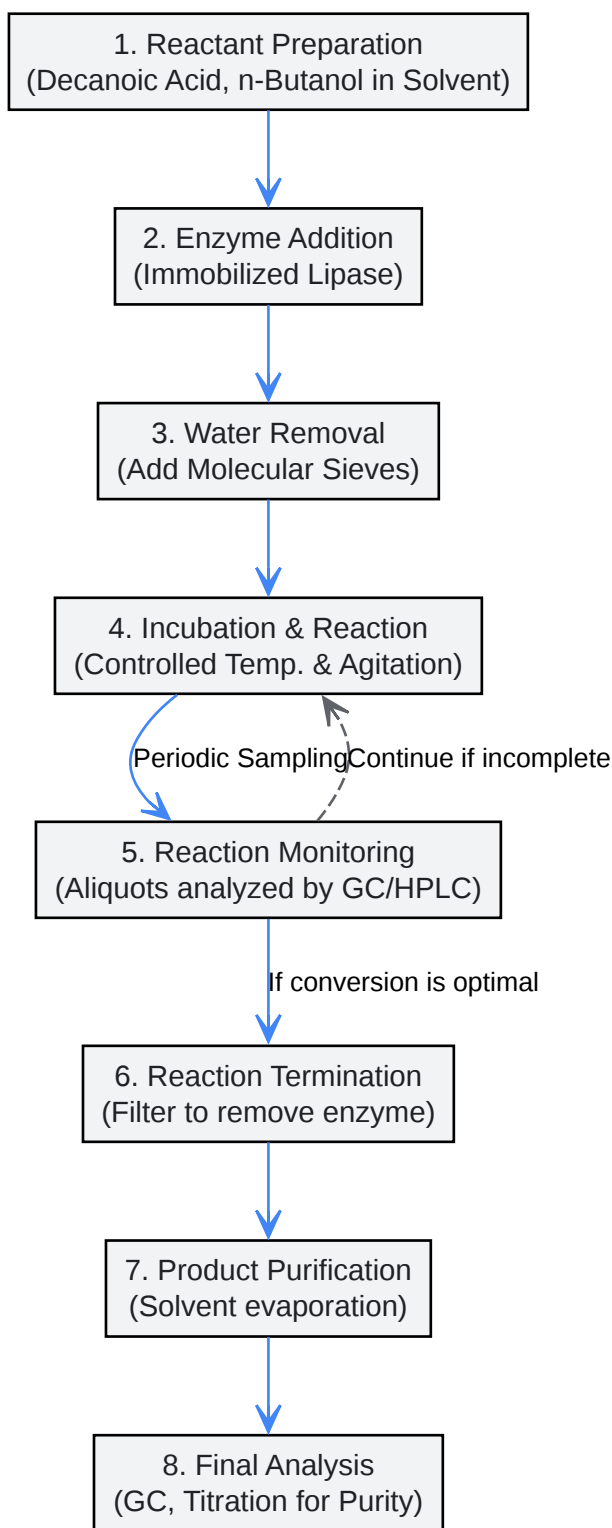 1. Reactant Preparation
(Decanoic Acid, n-Butanol in Solvent)
2. Enzyme Addition
(Immobilized Lipase)
3. Water Removal
(Add Molecular Sieves)
4. Incubation & Reaction
(Controlled Temp. & Agitation)
Periodic Sampling
Continue if incomplete
5. Reaction Monitoring
(Aliquots analyzed by GC/HPLC)
If conversion is optimal
6. Reaction Termination
(Filter to remove enzyme)
7. Product Purification
(Solvent evaporation)
8. Final Analysis
(GC, Titration for Purity)